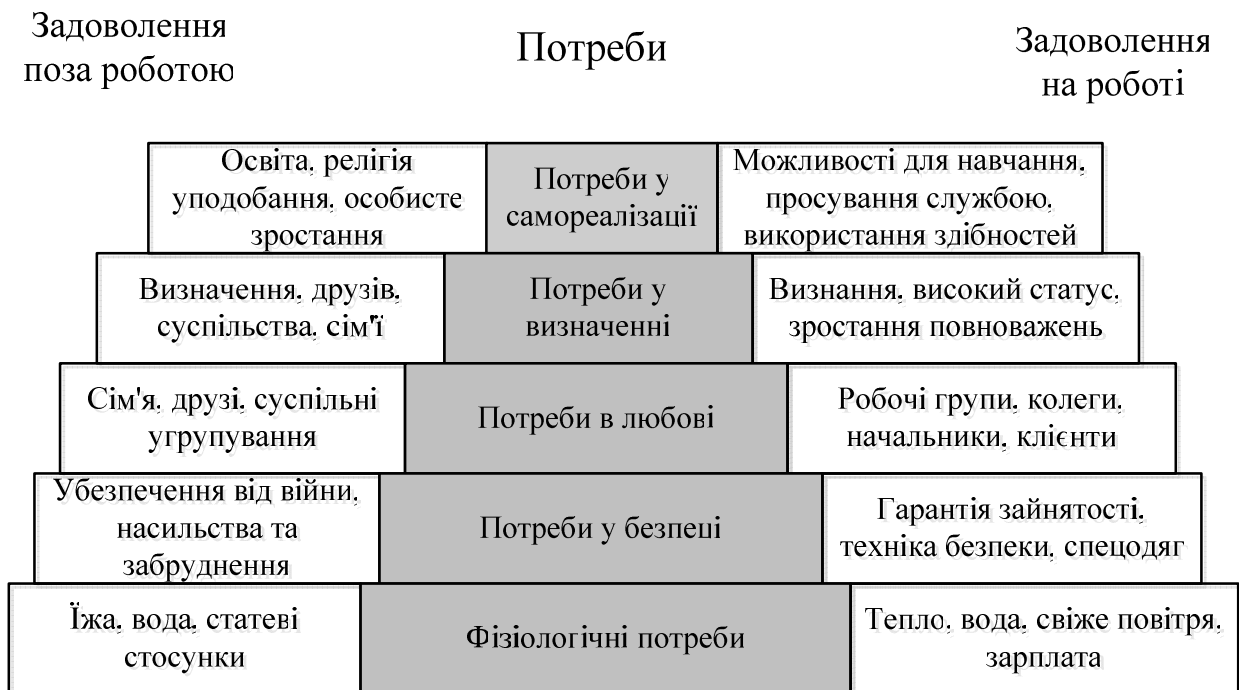 Задоволення
поза роботою
Потреби
Задоволення
на роботі
Освіта, релігія
уподобання, особисте
зростання
Потреби у
самореалізації
Можливості для навчання,
просування службою,
використання здібностей
Визначення, друзів,
суспільства, сім'ї
Потреби у
визначенні
Визнання, високий статус,
зростання повноважень
Сім'я, друзі, суспільні
угрупування
Потреби в любові
Робочі групи, колеги,
начальники, клієнти
Убезпечення від війни,
насильства та
забруднення
Потреби у безпеці
Гарантія зайнятості,
техніка безпеки, спецодяг
Їжа, вода, статеві
стосунки
Фізіологічні потреби
Тепло, вода, свіже повітря,
зарплата